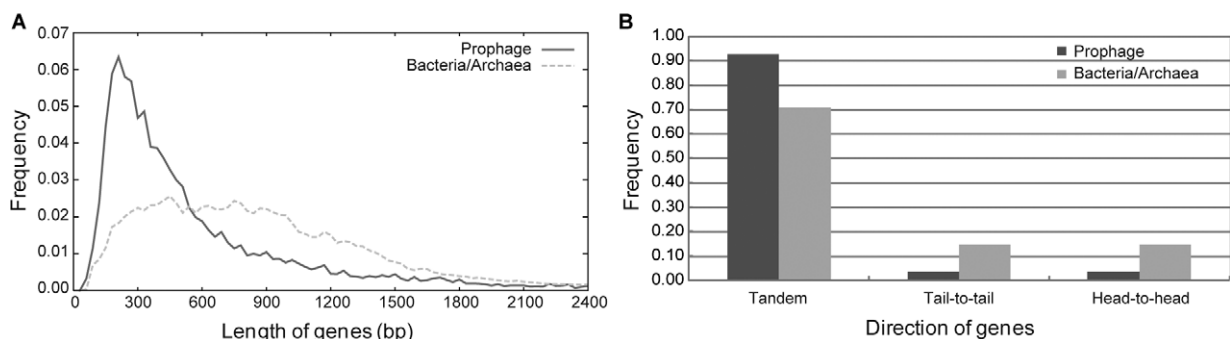 A
0.07
0.06
0.05
0.04
0.03
0.02
0.01
0.00
Frequency
Prophage
Bacteria/Archaea
0 300 600 900 1200 1500 1800 2100 2400
Length of genes (bp)
B
1.00
0.90
0.80
0.70
0.60
0.50
0.40
0.30
0.20
0.10
0.00
Frequency
Prophage
Bacteria/Archaea
Tandem Tail-to-tail Head-to-head
Direction of genes